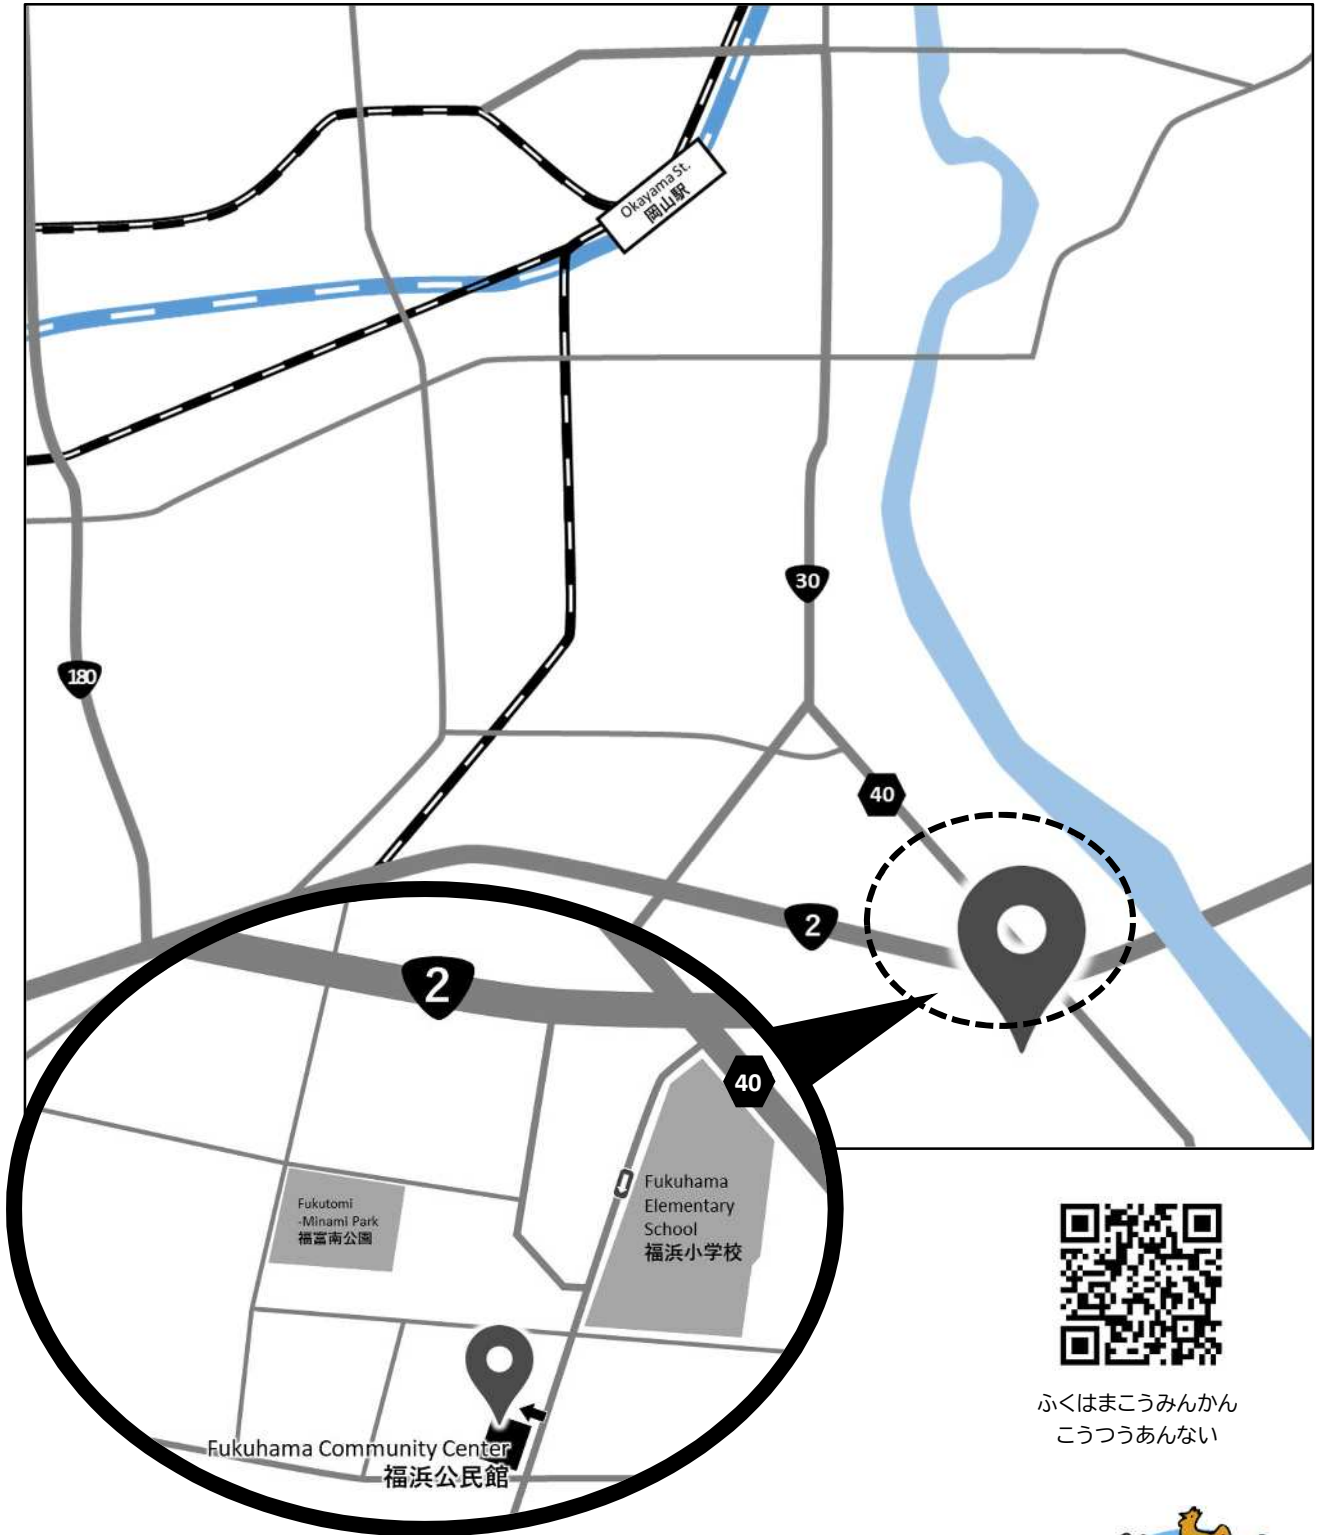 Okayama St.
岡山駅
30
180
40
2
2
40
Fukuhama
Elementary
School
福浜小学校
Fukutomi
-Minami Park
福富南公園
Fukuhama Community Center
福浜公民館
ふくはまこうみんかん
こうつうあんない